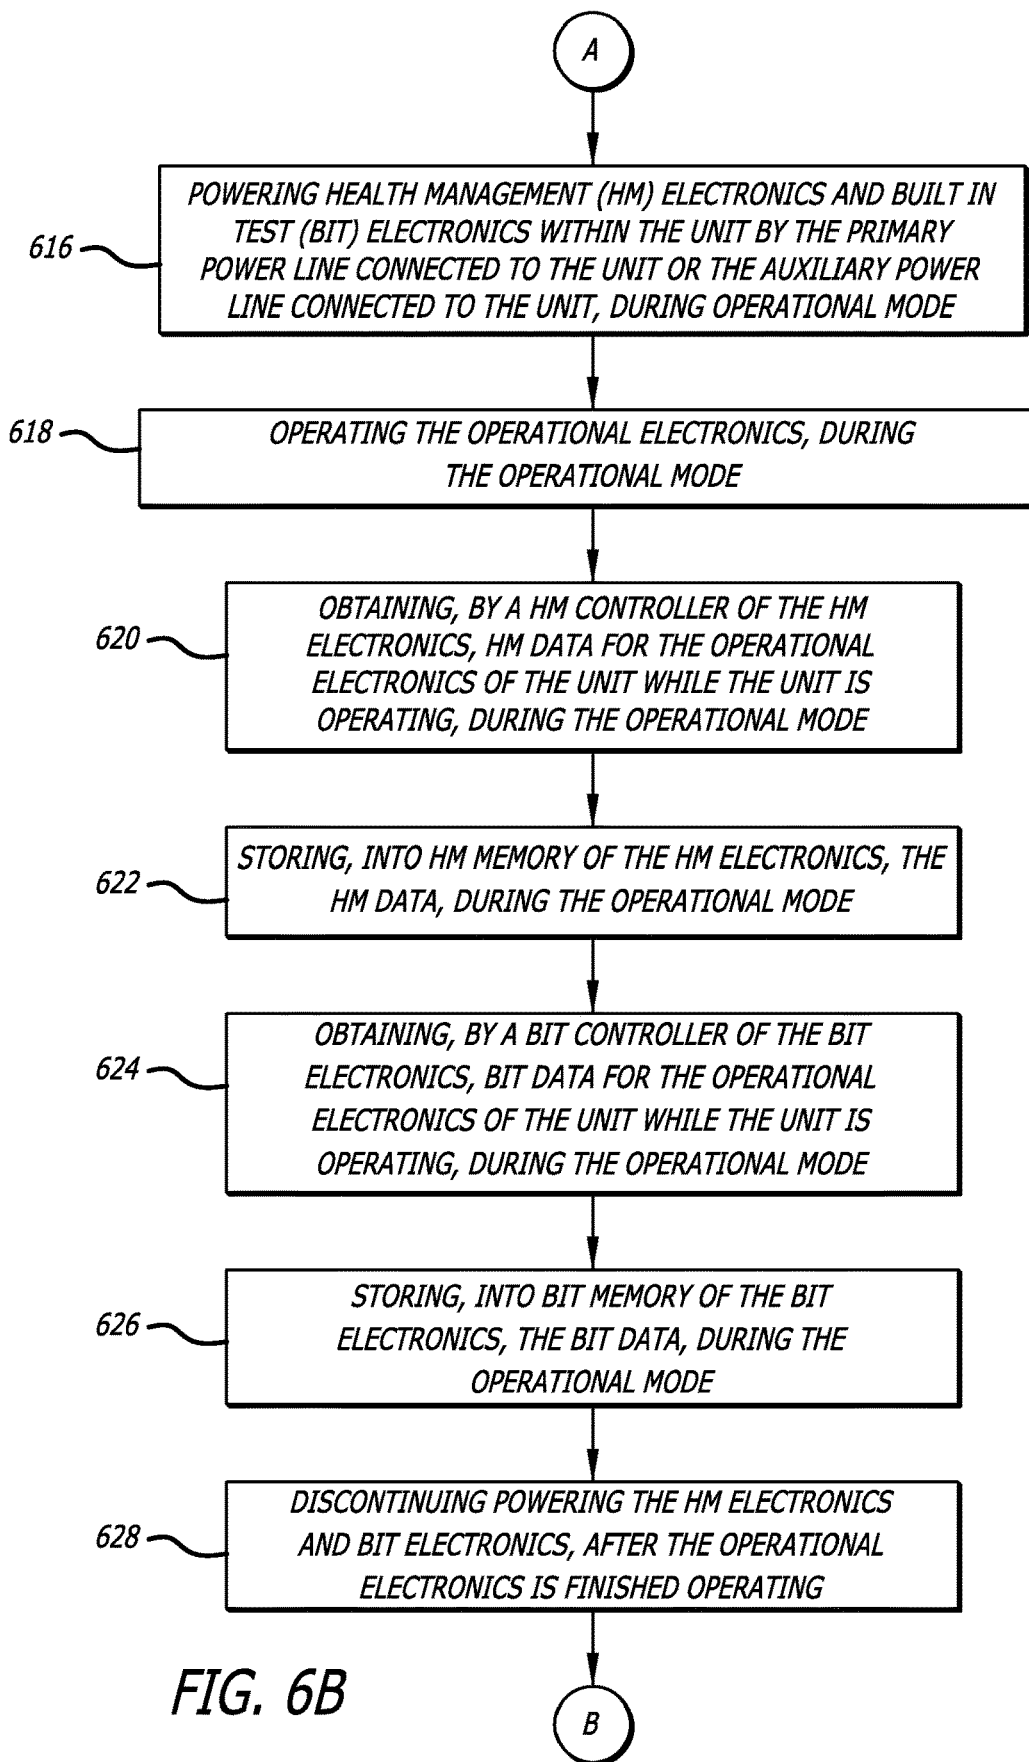 A
616
POWERING HEALTH MANAGEMENT (HM) ELECTRONICS AND BUILT IN
TEST (BIT) ELECTRONICS WITHIN THE UNIT BY THE PRIMARY
POWER LINE CONNECTED TO THE UNIT OR THE AUXILIARY POWER
LINE CONNECTED TO THE UNIT, DURING OPERATIONAL MODE
618
OPERATING THE OPERATIONAL ELECTRONICS, DURING
THE OPERATIONAL MODE
620
OBTAINING, BY A HM CONTROLLER OF THE HM
ELECTRONICS, HM DATA FOR THE OPERATIONAL
ELECTRONICS OF THE UNIT WHILE THE UNIT IS
OPERATING, DURING THE OPERATIONAL MODE
622
STORING, INTO HM MEMORY OF THE HM ELECTRONICS, THE
HM DATA, DURING THE OPERATIONAL MODE
624
OBTAINING, BY A BIT CONTROLLER OF THE BIT
ELECTRONICS, BIT DATA FOR THE OPERATIONAL
ELECTRONICS OF THE UNIT WHILE THE UNIT IS
OPERATING, DURING THE OPERATIONAL MODE
626
STORING, INTO BIT MEMORY OF THE BIT
ELECTRONICS, THE BIT DATA, DURING THE
OPERATIONAL MODE
628
DISCONTINUING POWERING THE HM ELECTRONICS
AND BIT ELECTRONICS, AFTER THE OPERATIONAL
ELECTRONICS IS FINISHED OPERATING
FIG. 6B
B